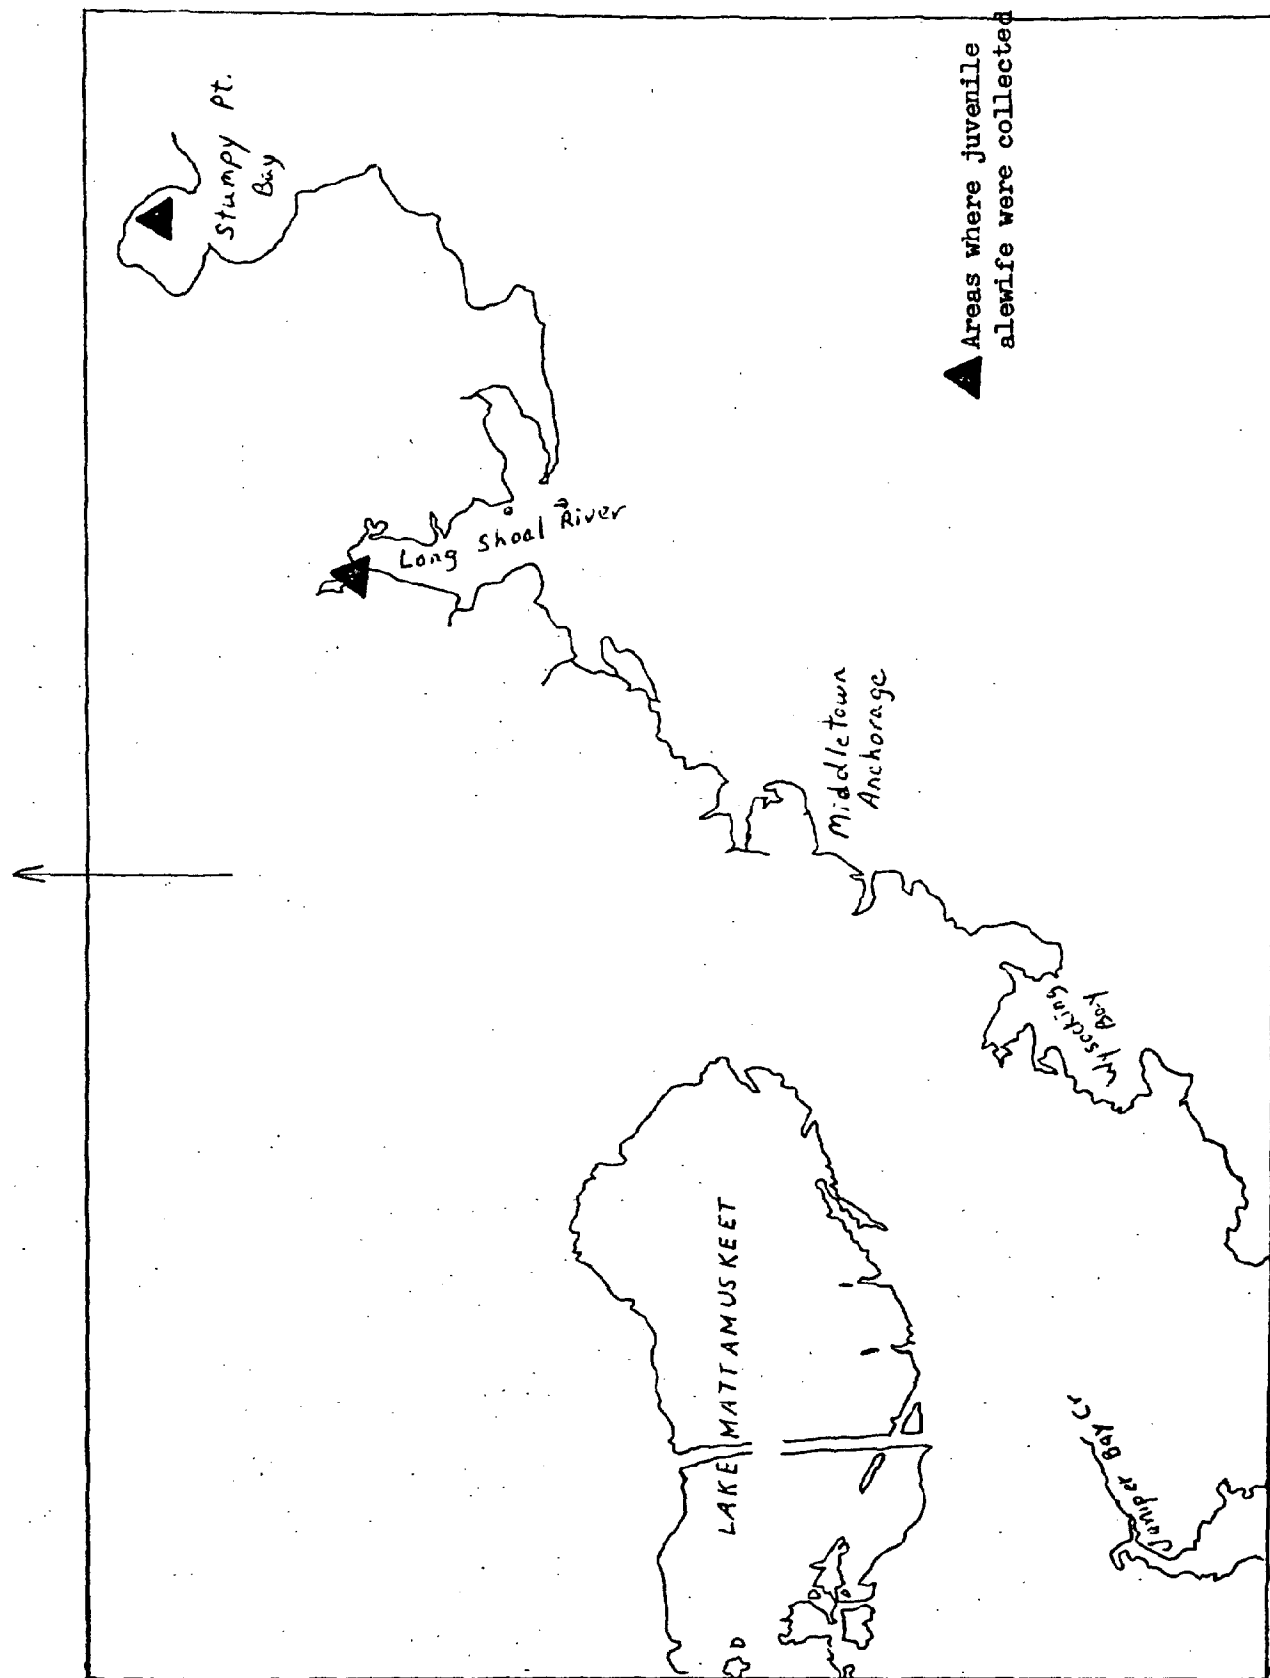 Stumpy Pt.
Bay
Long Shoal River
Middletown
Anchorage
Wysocking
Bay
LAKE MATTAMUSKEET
Juniper Bay Cr
Areas where juvenile
alewife were collected